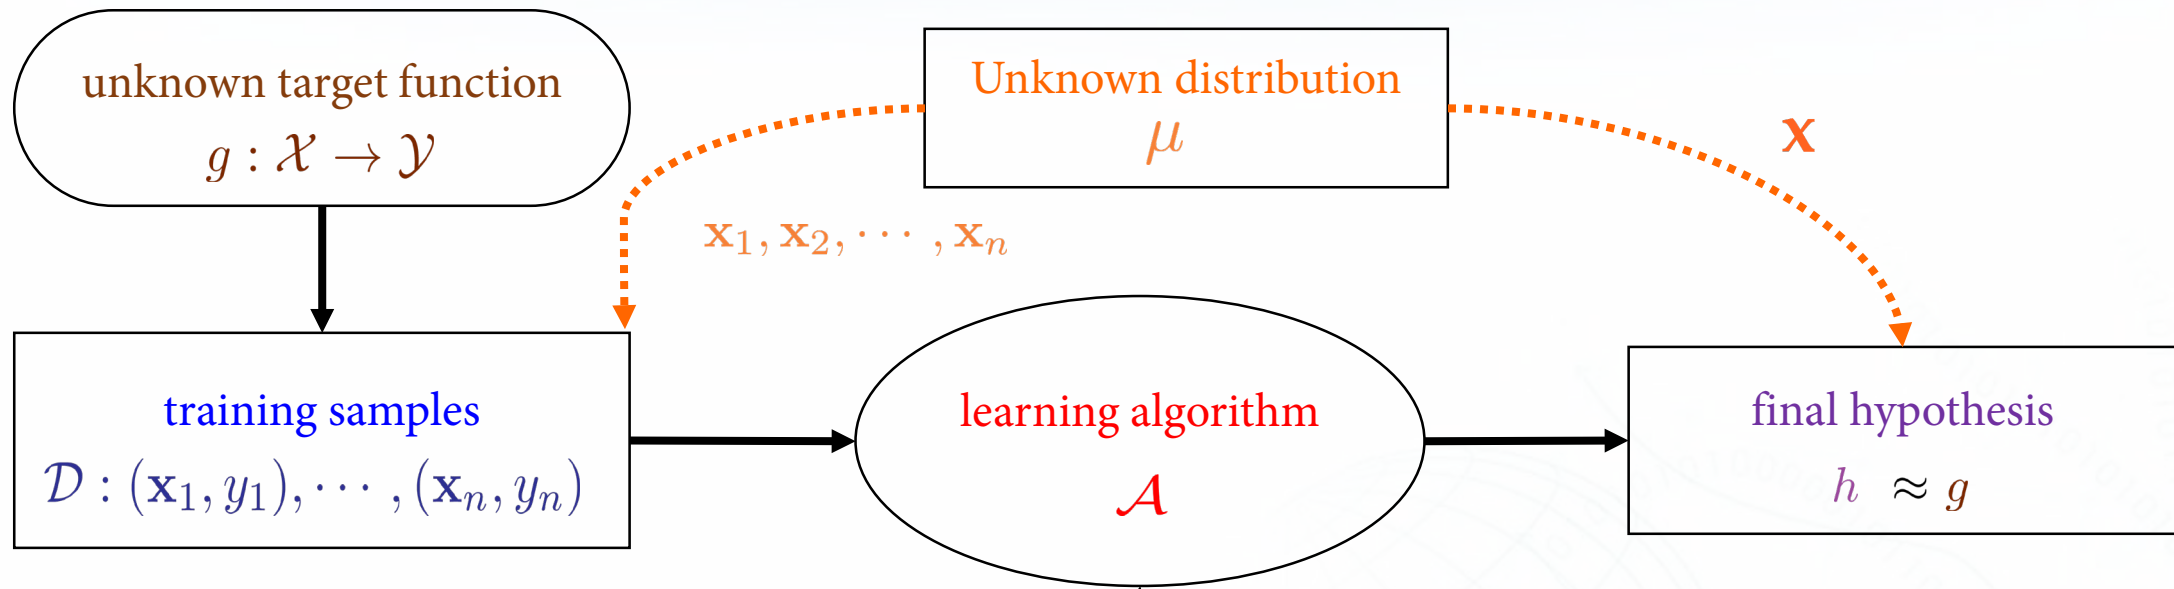 unknown target function
g : 𝒳 → 𝒴
Unknown distribution
μ
x
x₁, x₂, ⋯ , xₙ
training samples
𝒟 : (x₁, y₁), ⋯ , (xₙ, yₙ)
learning algorithm
𝒜
final hypothesis
h ≈ g